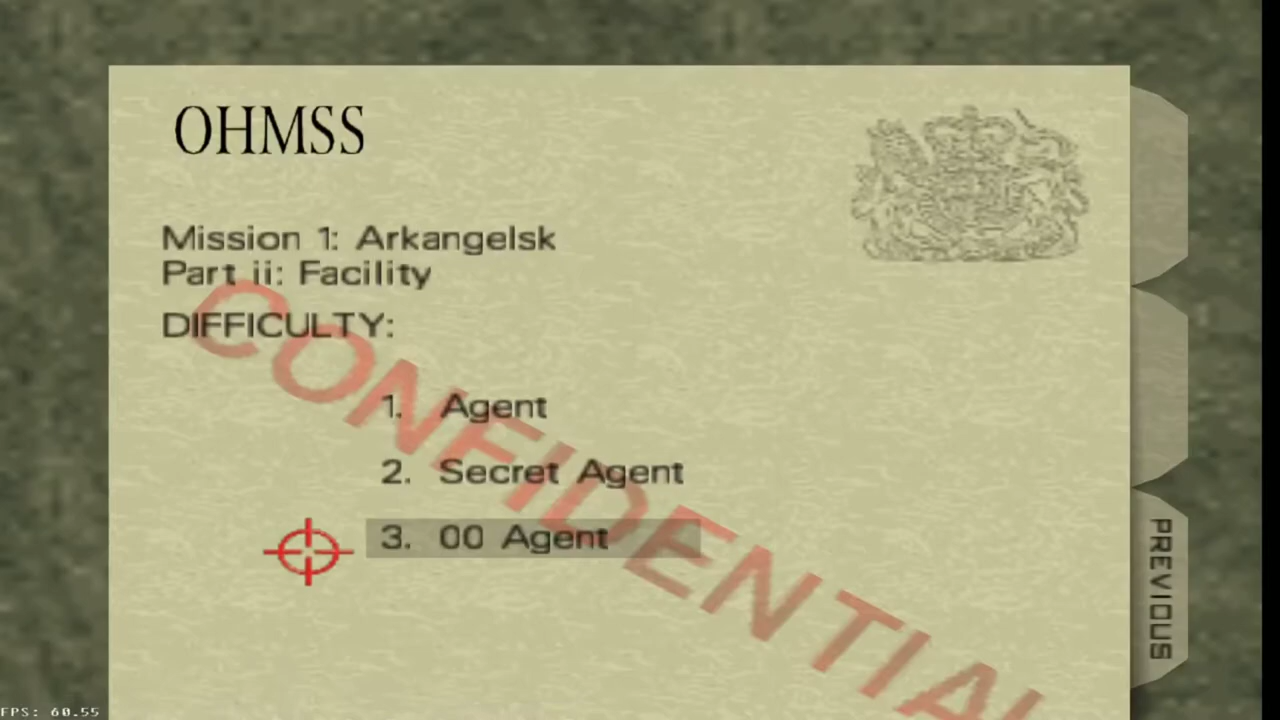 OHMSS
Mission 1: Arkangelsk
Part ii: Facility
DIFFICULTY:
1. Agent
2. Secret Agent
3. 00 Agent
CONFIDENTIAL
PREVIOUS
FPS: 60.55